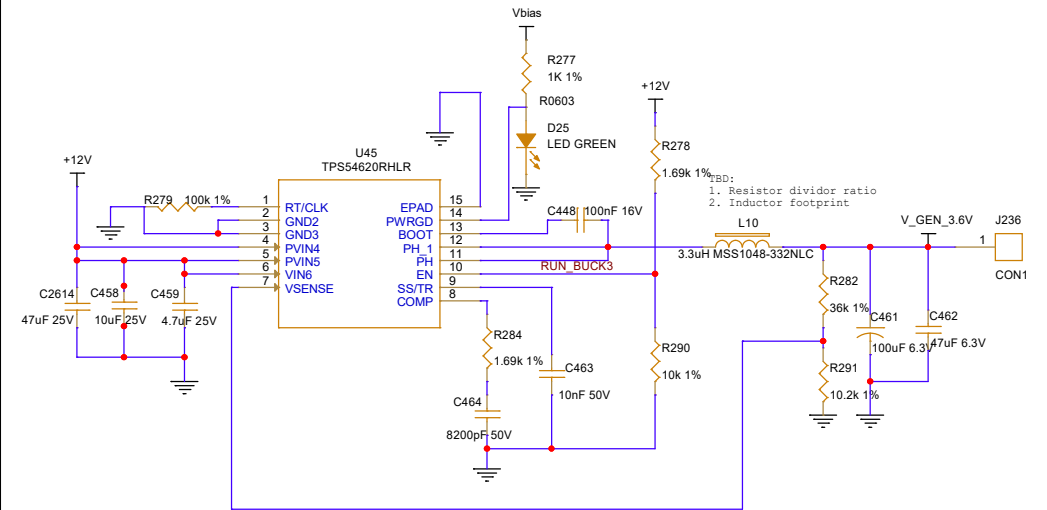 Vbias
R277
1K 1%
R0603
D25
LED GREEN
+12V
R278
1.69k 1%
TBD:
1. Resistor dividor ratio
2. Inductor footprint
+12V
U45
TPS54620RHLR
R279 100k 1%
1 RT/CLK
2 GND2
3 GND3
4 PVIN4
5 PVIN5
6 VIN6
7 VSENSE
EPAD 15
PWRGD 14
BOOT 13
PH_1 12
PH 11
EN 10
SS/TR 9
COMP 8
C448 100nF 16V
RUN_BUCK3
L10
3.3uH MSS1048-332NLC
V_GEN_3.6V
J236
1
CON1
C2614
47uF 25V
C458
10uF 25V
C459
4.7uF 25V
R284
1.69k 1%
C463
10nF 50V
C464
8200pF 50V
R290
10k 1%
R282
36k 1%
R291
10.2k 1%
C461
100uF 6.3V
C462
47uF 6.3V